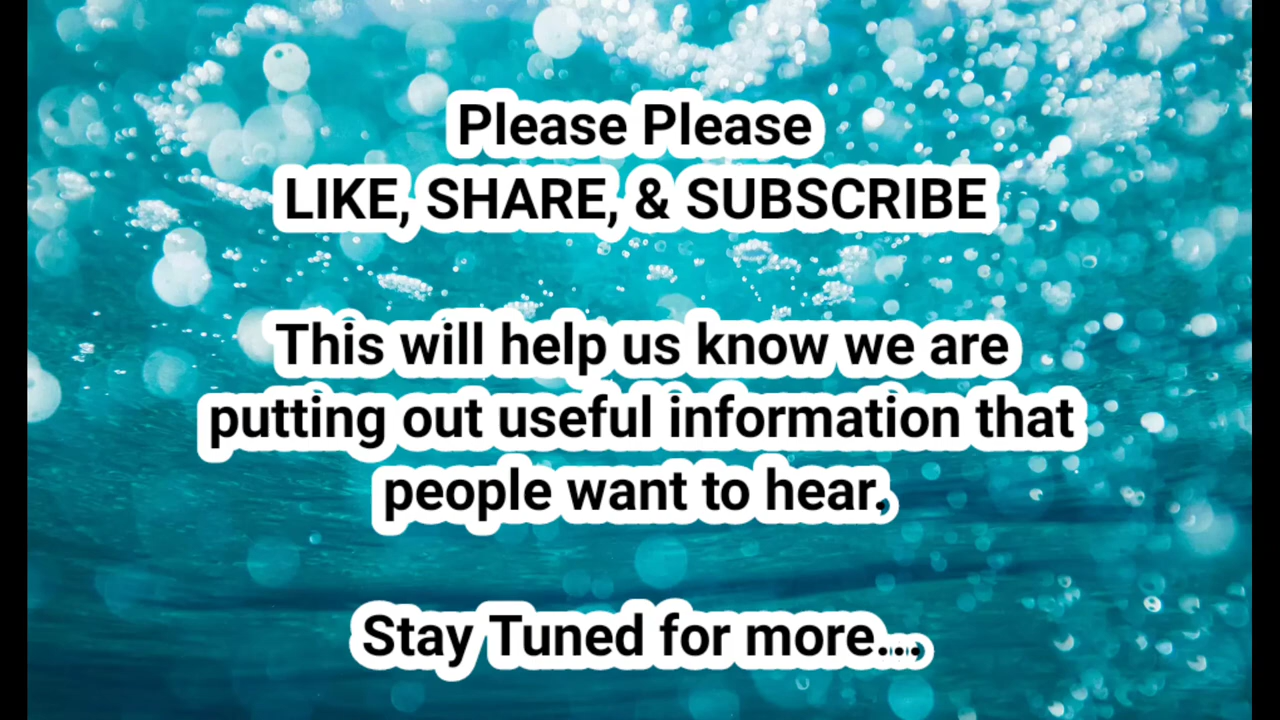 Please Please
LIKE, SHARE, & SUBSCRIBE
This will help us know we are
putting out useful information that
people want to hear.
Stay Tuned for more...